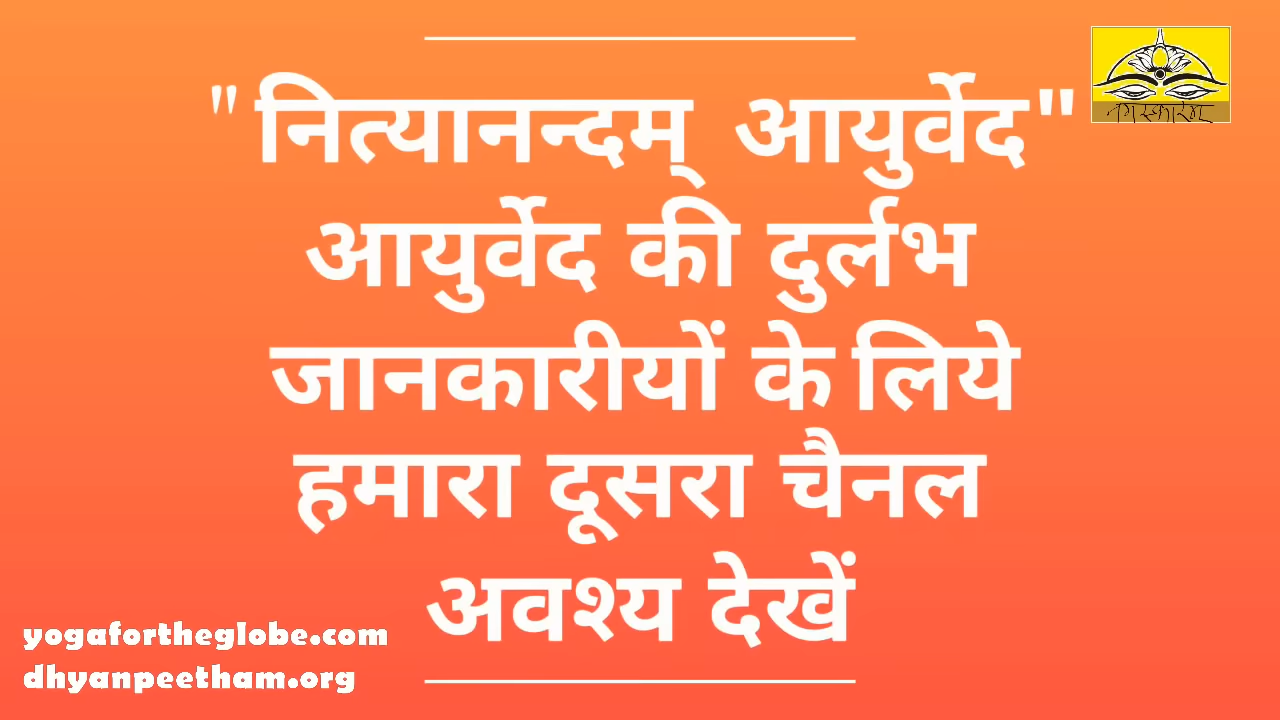 "नित्यानन्दम् आयुर्वेद"
आयुर्वेद की दुर्लभ
जानकारीयों के लिये
हमारा दूसरा चैनल
अवश्य देखें
yogafortheglobe.com
dhyanpeetham.org